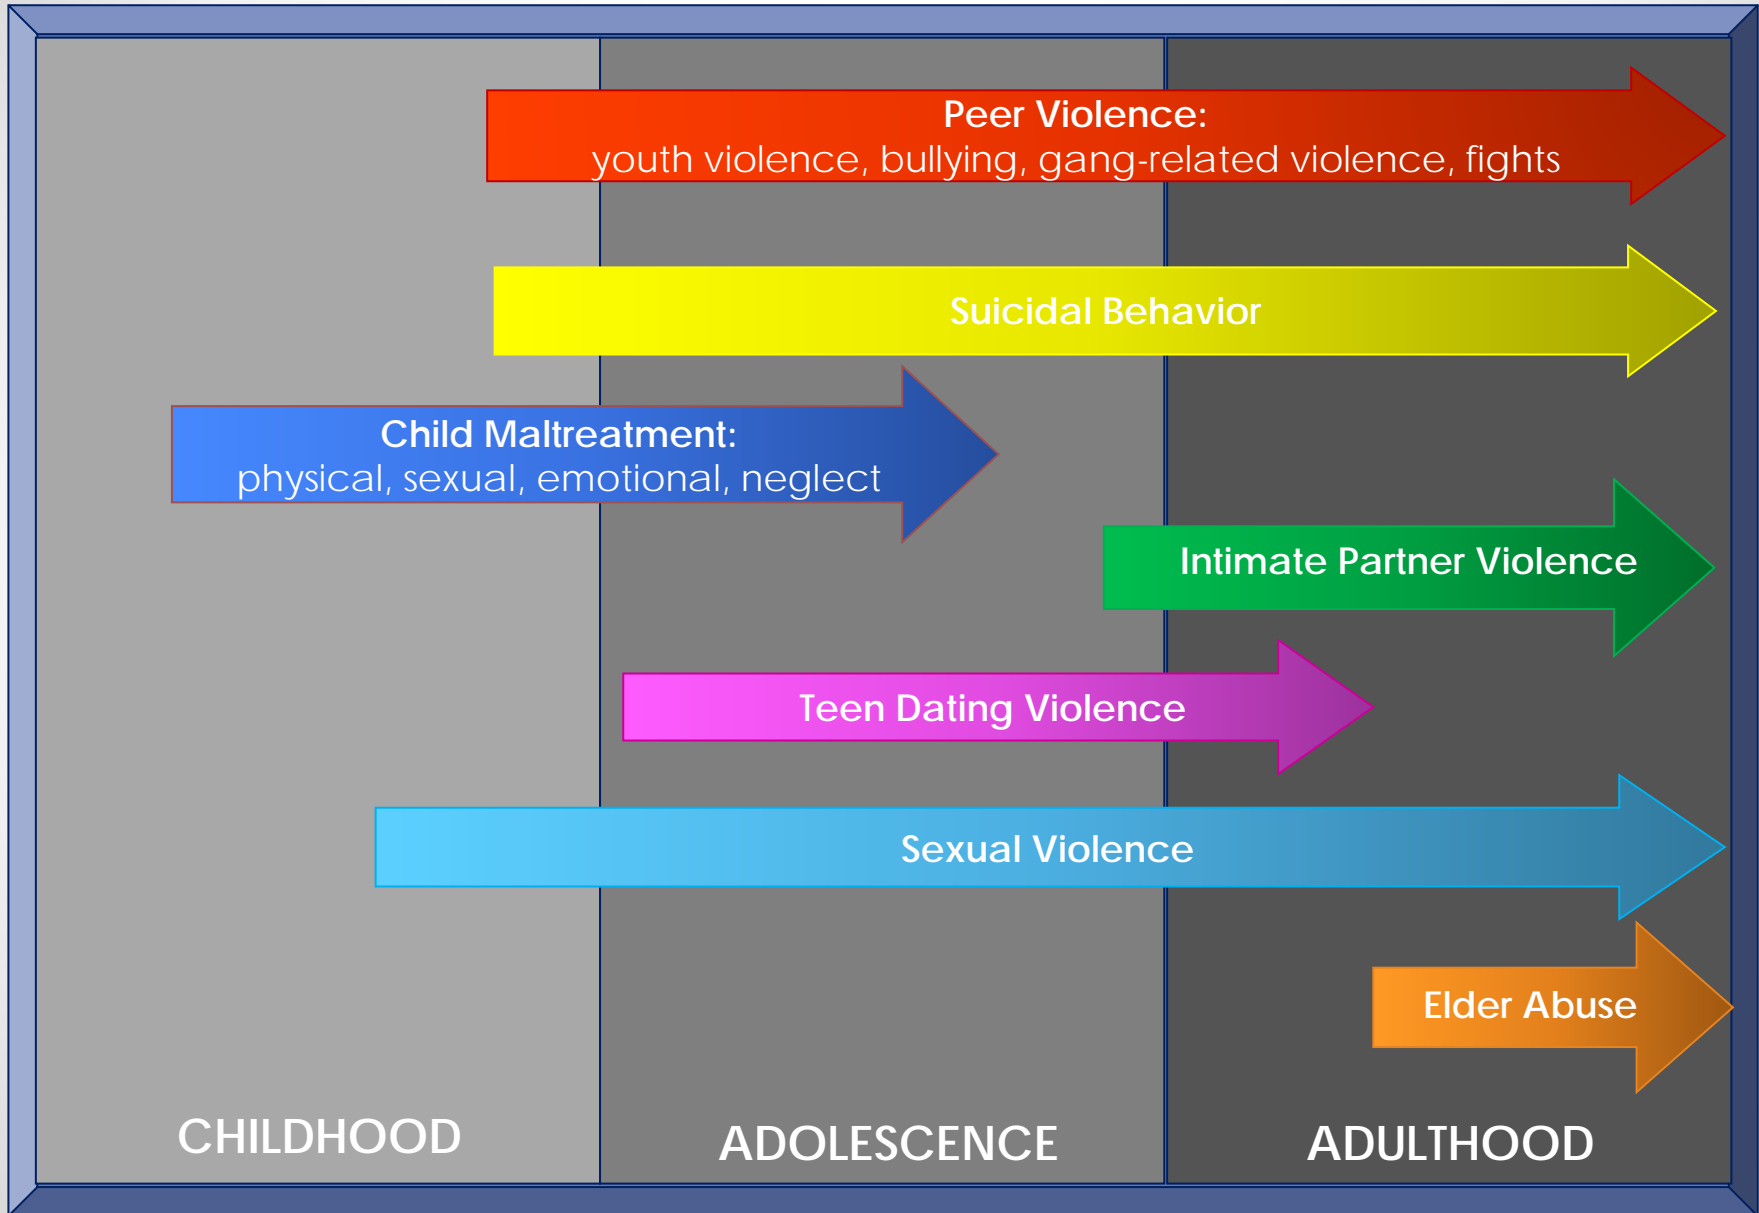 Peer Violence:
youth violence, bullying, gang-related violence, fights
Suicidal Behavior
Child Maltreatment:
physical, sexual, emotional, neglect
Intimate Partner Violence
Teen Dating Violence
Sexual Violence
Elder Abuse
CHILDHOOD
ADOLESCENCE
ADULTHOOD